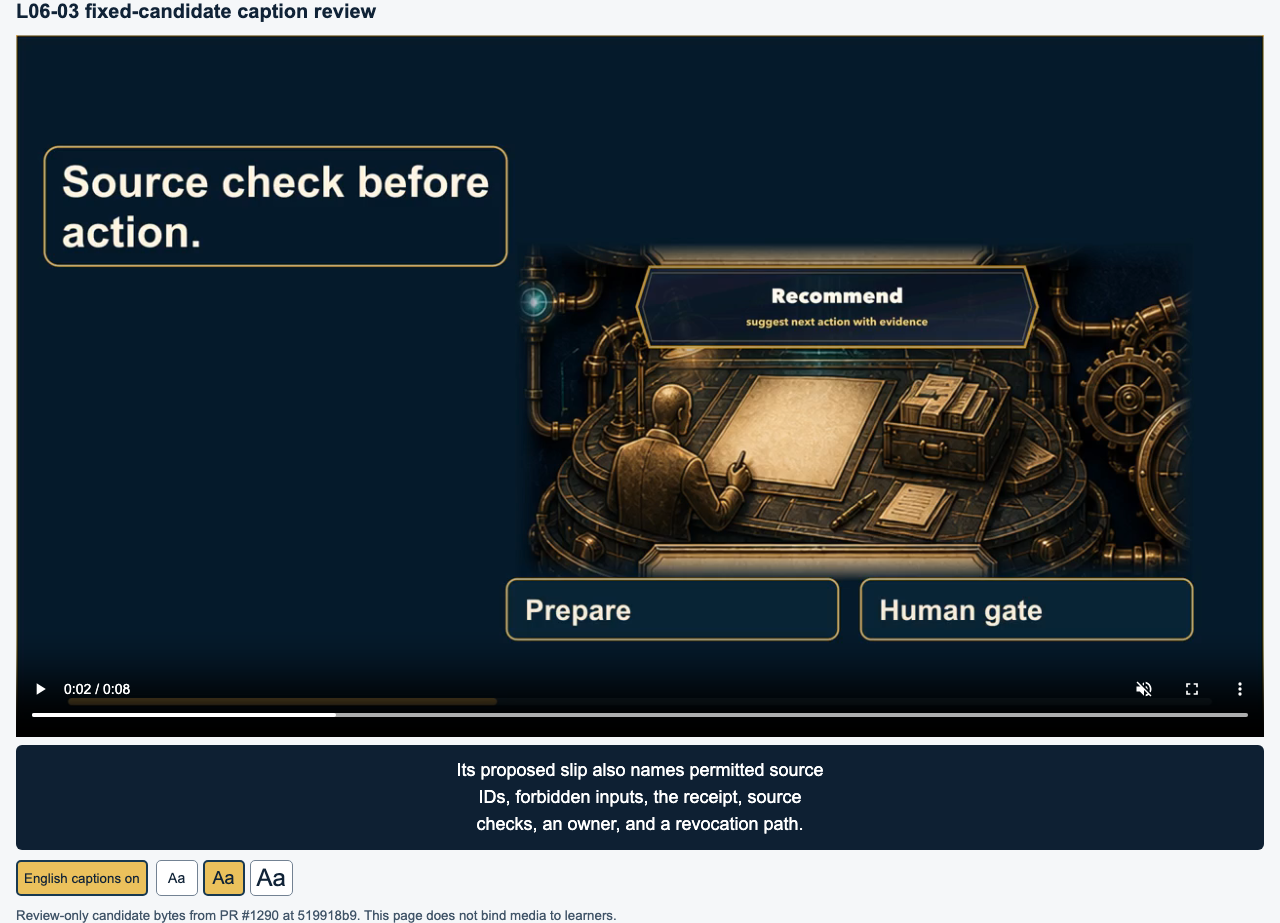 L06-03 fixed-candidate caption review
Source check before
action.
Recommend
suggest next action with evidence
Prepare
Human gate
0:02 / 0:08
Its proposed slip also names permitted source
IDs, forbidden inputs, the receipt, source
checks, an owner, and a revocation path.
English captions on
Aa
Aa
Aa
Review-only candidate bytes from PR #1290 at 519918b9. This page does not bind media to learners.